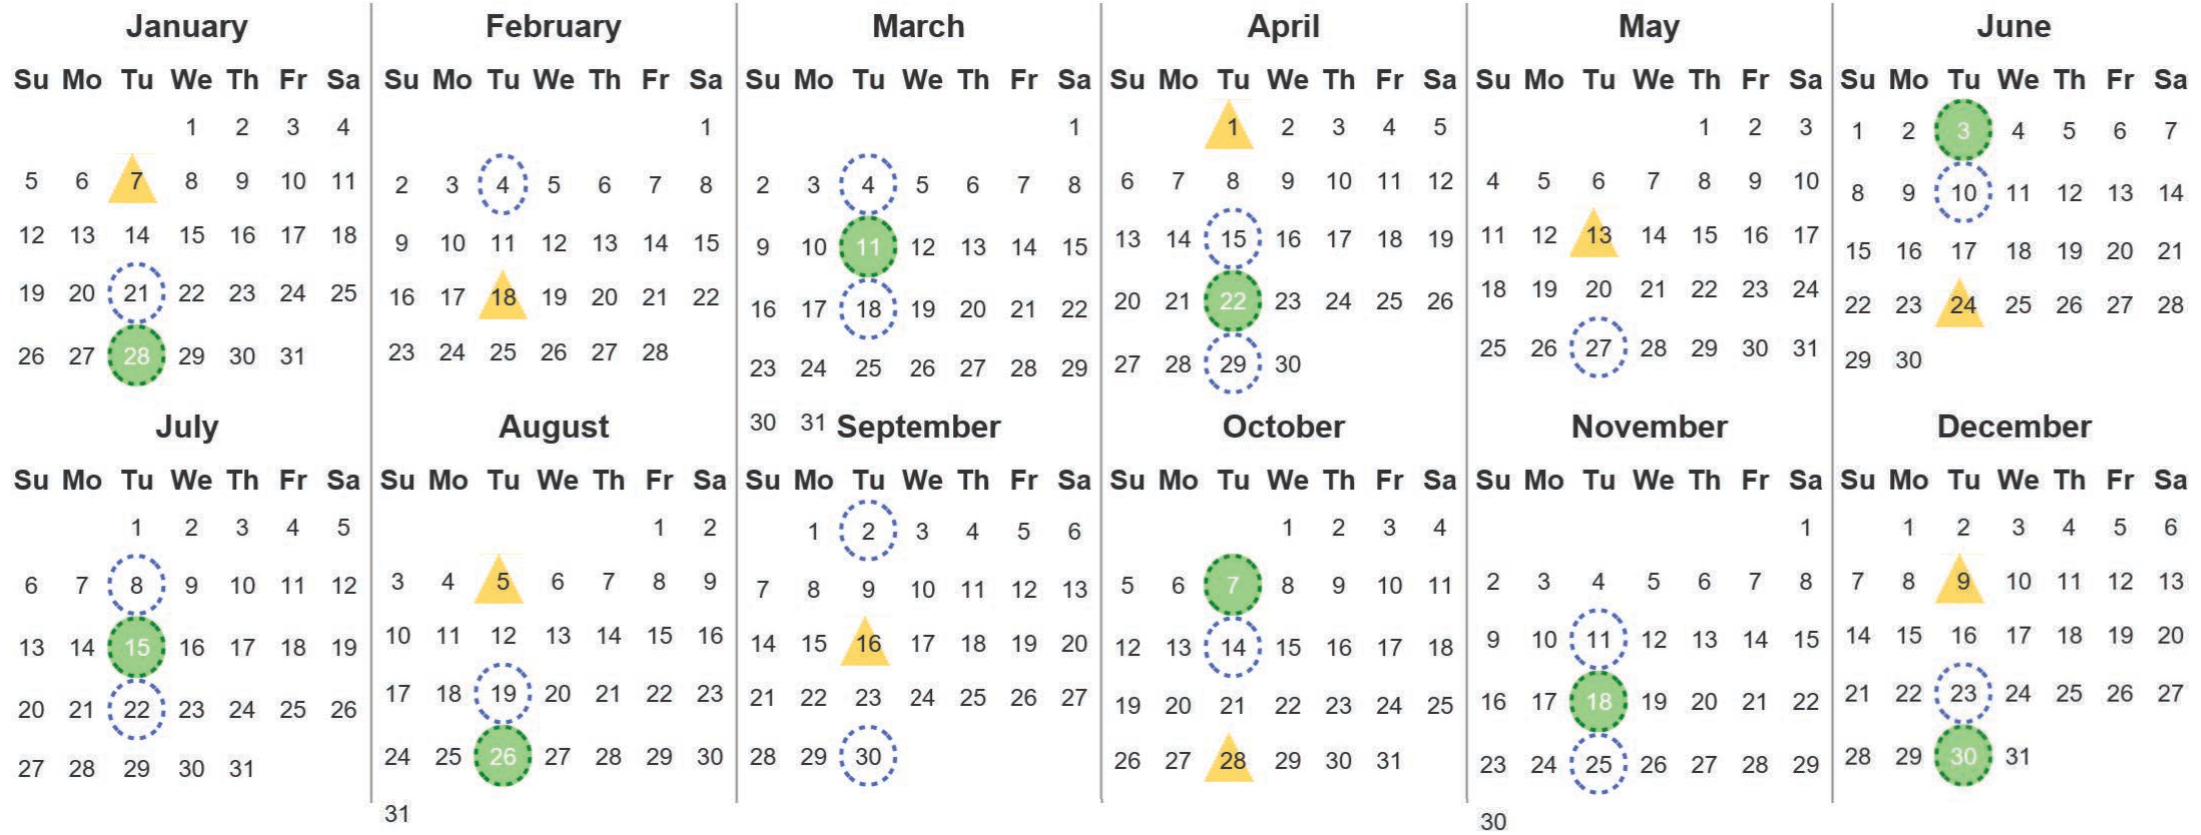 January
Su Mo Tu We Th Fr Sa
1 2 3 4
5 6 7 8 9 10 11
12 13 14 15 16 17 18
19 20 21 22 23 24 25
26 27 28 29 30 31
February
Su Mo Tu We Th Fr Sa
1
2 3 4 5 6 7 8
9 10 11 12 13 14 15
16 17 18 19 20 21 22
23 24 25 26 27 28
March
Su Mo Tu We Th Fr Sa
1
2 3 4 5 6 7 8
9 10 11 12 13 14 15
16 17 18 19 20 21 22
23 24 25 26 27 28 29
30 31
April
Su Mo Tu We Th Fr Sa
1 2 3 4 5
6 7 8 9 10 11 12
13 14 15 16 17 18 19
20 21 22 23 24 25 26
27 28 29 30
May
Su Mo Tu We Th Fr Sa
1 2 3
4 5 6 7 8 9 10
11 12 13 14 15 16 17
18 19 20 21 22 23 24
25 26 27 28 29 30 31
June
Su Mo Tu We Th Fr Sa
1 2 3 4 5 6 7
8 9 10 11 12 13 14
15 16 17 18 19 20 21
22 23 24 25 26 27 28
29 30
July
Su Mo Tu We Th Fr Sa
1 2 3 4 5
6 7 8 9 10 11 12
13 14 15 16 17 18 19
20 21 22 23 24 25 26
27 28 29 30 31
August
Su Mo Tu We Th Fr Sa
1 2
3 4 5 6 7 8 9
10 11 12 13 14 15 16
17 18 19 20 21 22 23
24 25 26 27 28 29 30
31
September
Su Mo Tu We Th Fr Sa
1 2 3 4 5 6
7 8 9 10 11 12 13
14 15 16 17 18 19 20
21 22 23 24 25 26 27
28 29 30
October
Su Mo Tu We Th Fr Sa
1 2 3 4
5 6 7 8 9 10 11
12 13 14 15 16 17 18
19 20 21 22 23 24 25
26 27 28 29 30 31
November
Su Mo Tu We Th Fr Sa
1
2 3 4 5 6 7 8
9 10 11 12 13 14 15
16 17 18 19 20 21 22
23 24 25 26 27 28 29
30
December
Su Mo Tu We Th Fr Sa
1 2 3 4 5 6
7 8 9 10 11 12 13
14 15 16 17 18 19 20
21 22 23 24 25 26 27
28 29 30 31